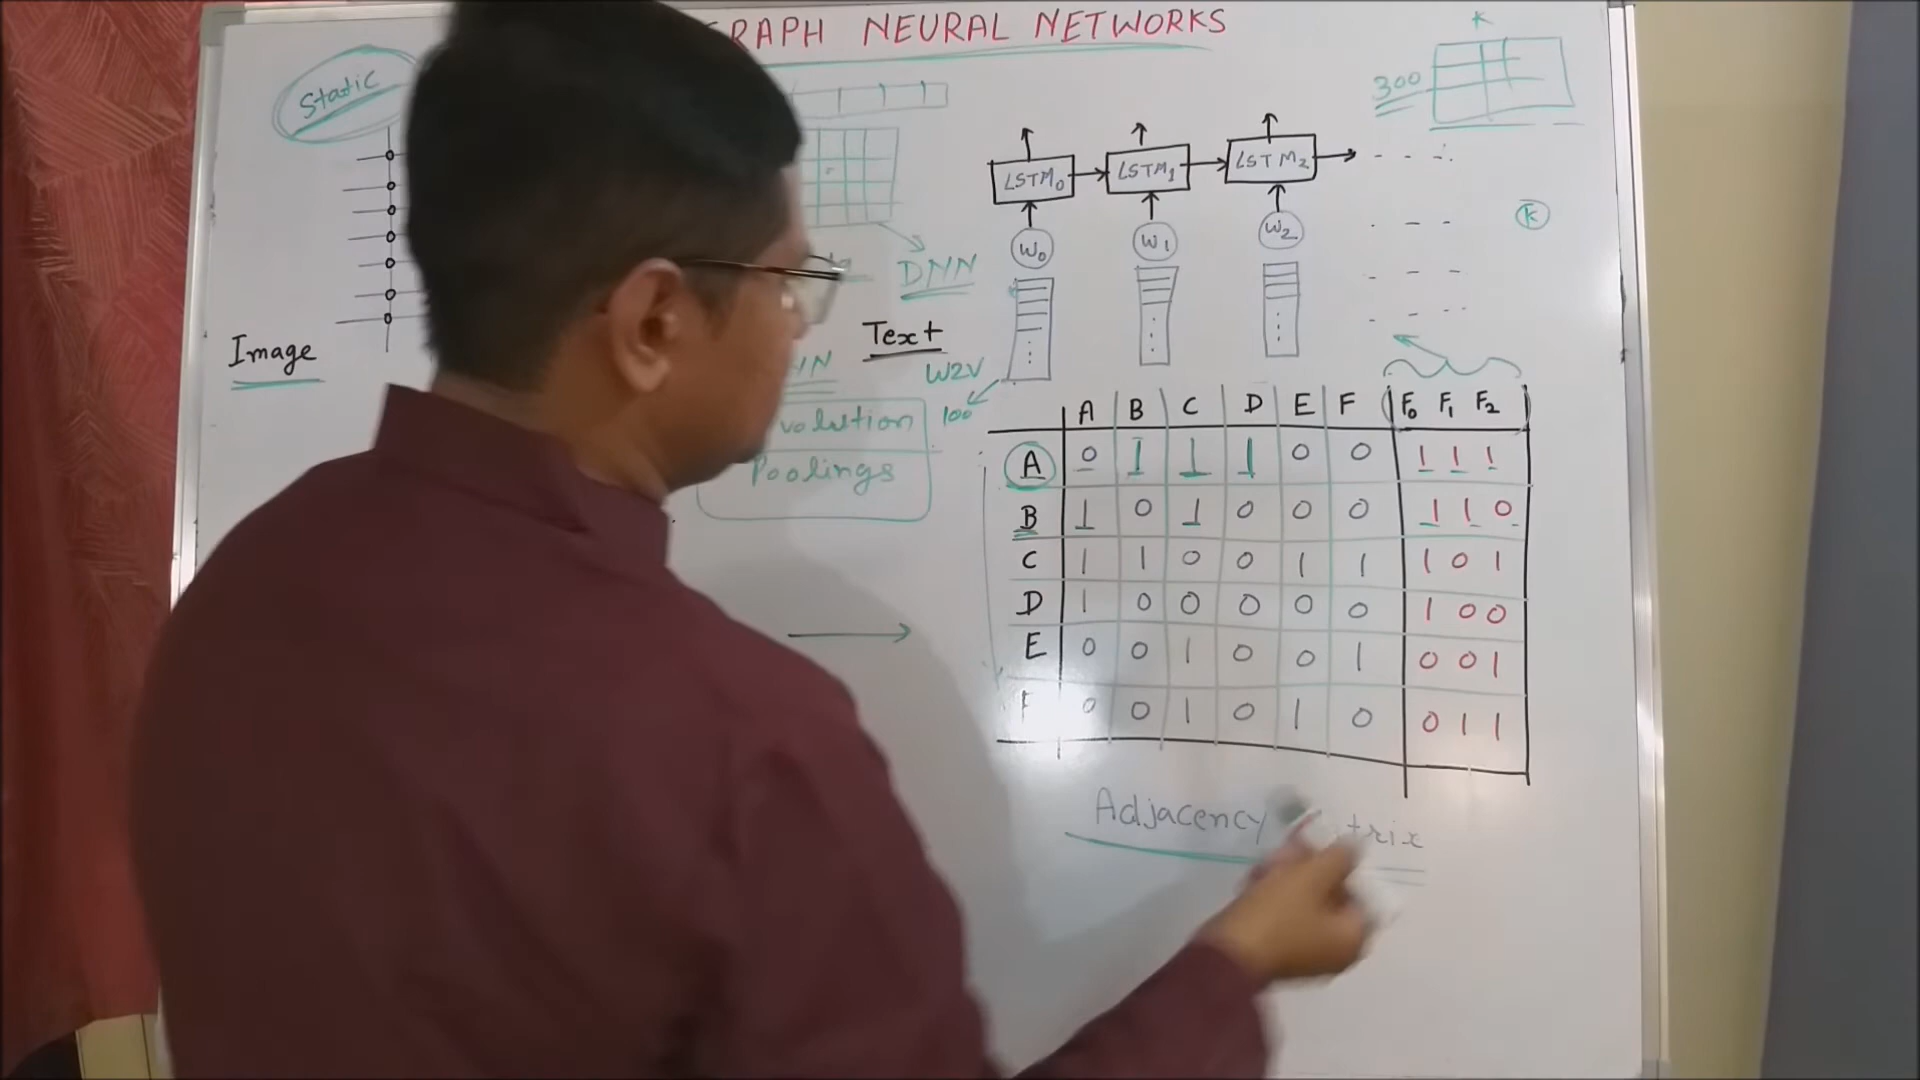 RAPH NEURAL NETWORKS
K
Static
300
LSTM0 LSTM1 LSTM2
W0 W1 W2
K
DNN
Image
Text
W2V
100
volution
Poolings
A B C D E F F0 F1 F2
A 0 1 1 1 0 0 1 1 1
B 1 0 1 0 0 0 1 1 0
C 1 1 0 0 1 1 1 0 1
D 1 0 0 0 0 0 1 0 0
E 0 0 1 0 0 1 0 0 1
F 0 0 1 0 1 0 0 1 1
Adjacency trix